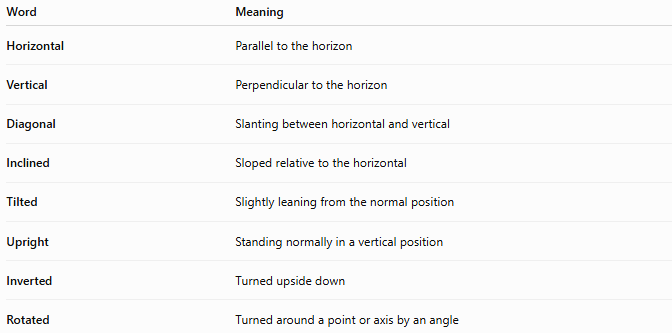 Word Meaning
Horizontal Parallel to the horizon
Vertical Perpendicular to the horizon
Diagonal Slanting between horizontal and vertical
Inclined Sloped relative to the horizontal
Tilted Slightly leaning from the normal position
Upright Standing normally in a vertical position
Inverted Turned upside down
Rotated Turned around a point or axis by an angle